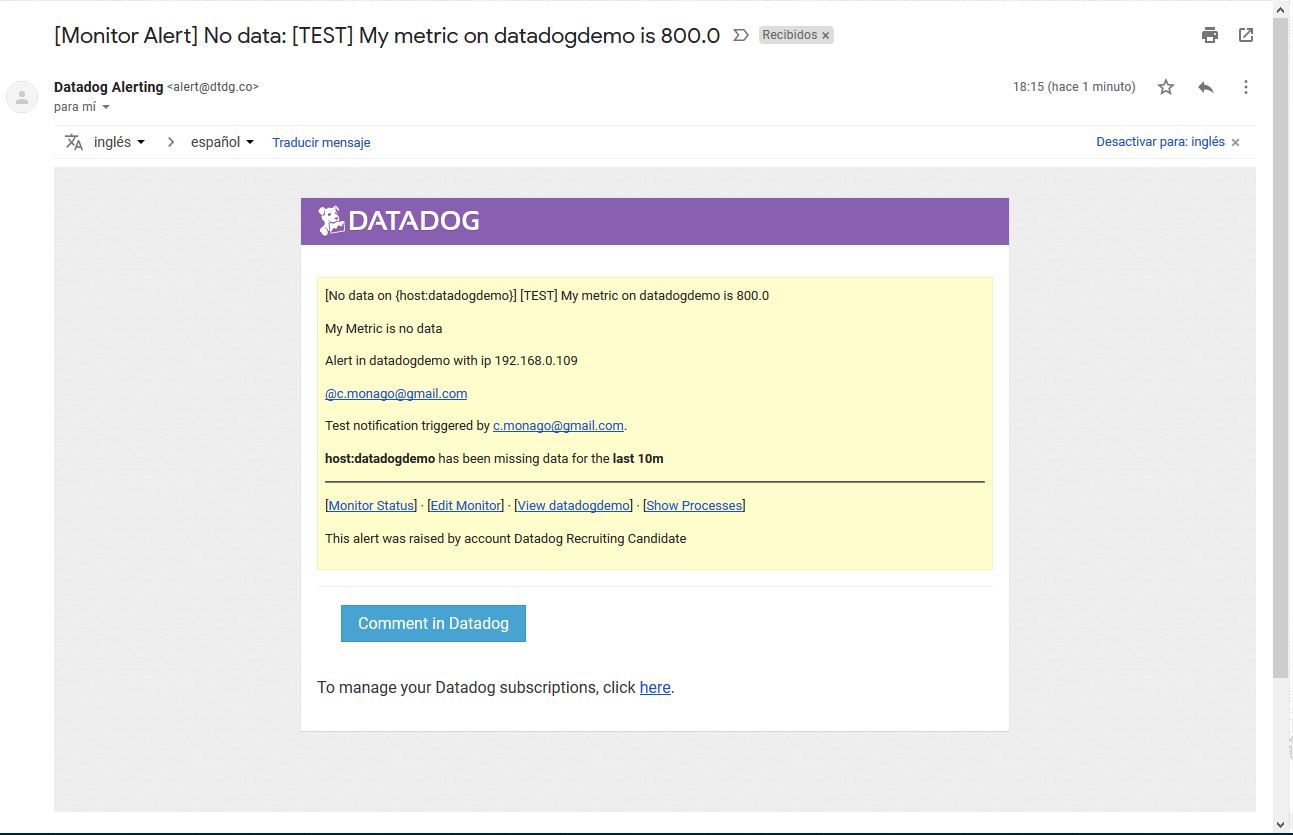 [Monitor Alert] No data: [TEST] My metric on datadogdemo is 800.0 Recibidos x
Datadog Alerting <alert@dtdg.co> 18:15 (hace 1 minuto)
para mí
inglés > español Traducir mensaje Desactivar para: inglés x
DATADOG
[No data on {host:datadogdemo}] [TEST] My metric on datadogdemo is 800.0
My Metric is no data
Alert in datadogdemo with ip 192.168.0.109
@c.monago@gmail.com
Test notification triggered by c.monago@gmail.com.
host:datadogdemo has been missing data for the last 10m
[Monitor Status] · [Edit Monitor] · [View datadogdemo] · [Show Processes]
This alert was raised by account Datadog Recruiting Candidate
Comment in Datadog
To manage your Datadog subscriptions, click here.